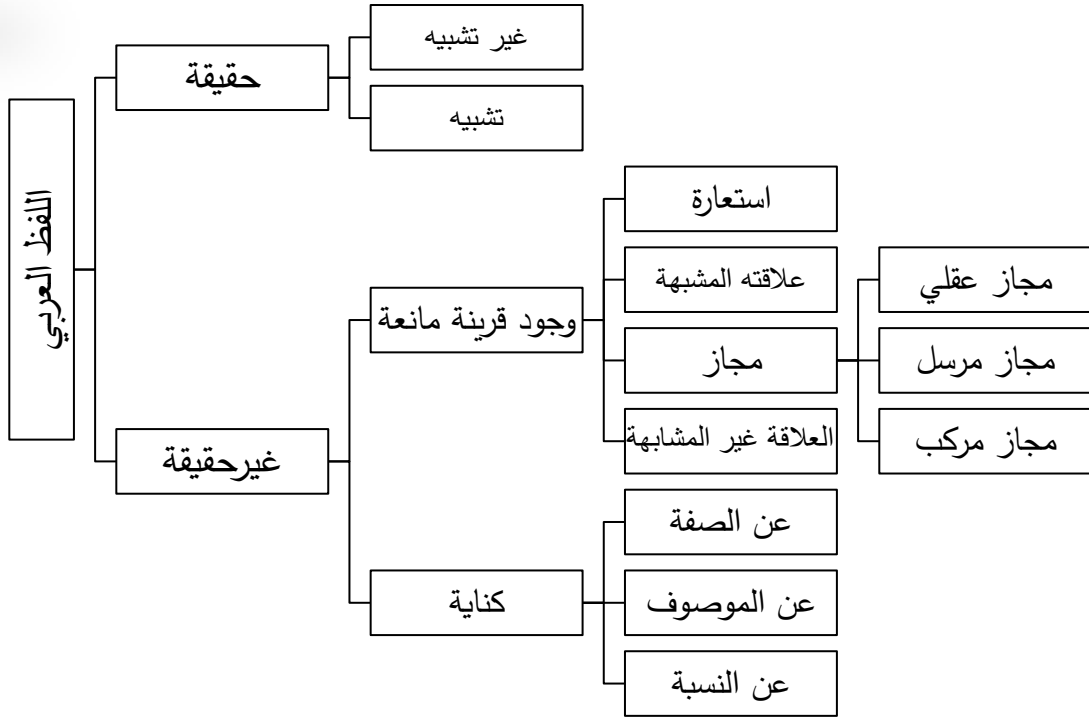 اللفظ العربي
حقيقة
غير تشبيه
تشبيه
غيرحقيقة
وجود قرينة مانعة
استعارة
علاقته المشبهة
مجاز
مجاز عقلي
مجاز مرسل
مجاز مركب
العلاقة غير المشابهة
كناية
عن الصفة
عن الموصوف
عن النسبة